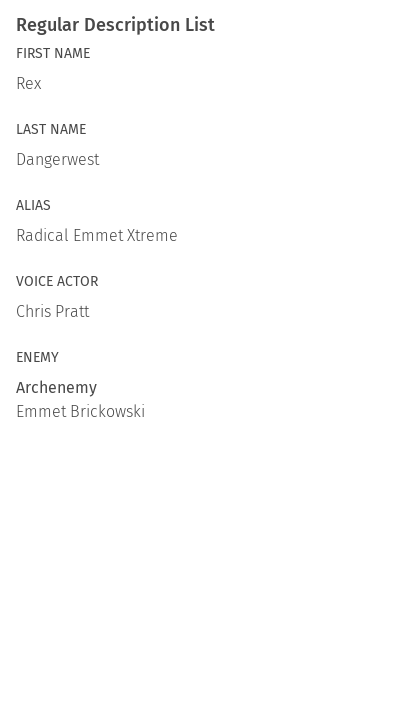 Regular Description List
FIRST NAME
Rex
LAST NAME
Dangerwest
ALIAS
Radical Emmet Xtreme
VOICE ACTOR
Chris Pratt
ENEMY
Archenemy
Emmet Brickowski